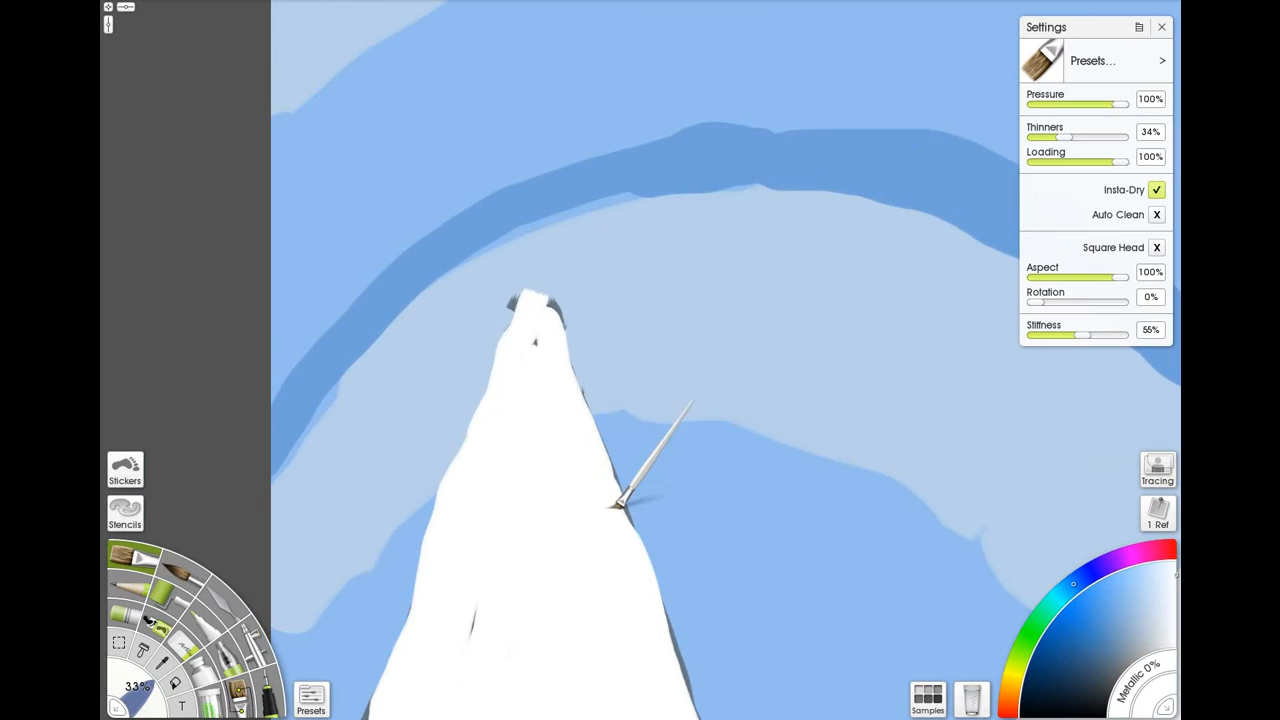 Settings
Presets... >
Pressure 100%
Thinners 34%
Loading 100%
Insta-Dry
Auto Clean X
Square Head X
Aspect 100%
Rotation 0%
Stiffness 55%
Stickers
Stencils
Tracing
1 Ref
33%
T
Presets
Samples
Metallic 0%